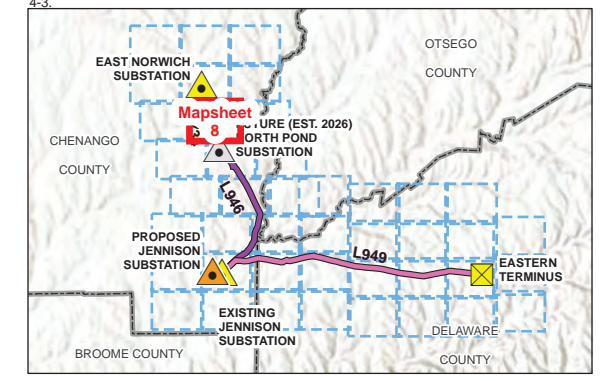 4-3.
OTSEGO
COUNTY
EAST NORWICH
SUBSTATION
Mapsheet
8
TURE (EST. 2026)
ORTH POND
SUBSTATION
CHENANGO
COUNTY
L946
PROPOSED
JENNISON
SUBSTATION
L949
EASTERN
TERMINUS
EXISTING
JENNISON
SUBSTATION
DELAWARE
COUNTY
BROOME COUNTY